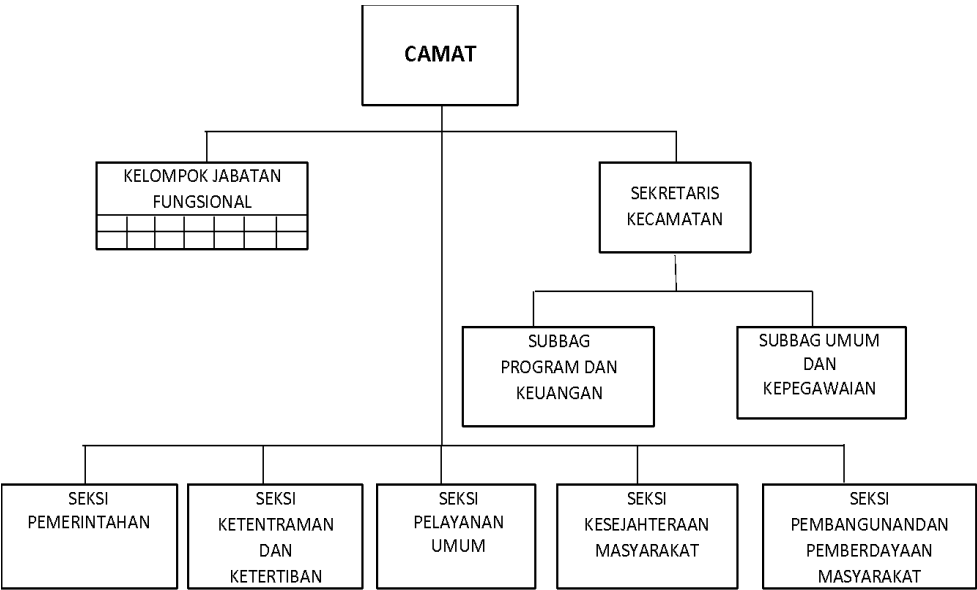 CAMAT
KELOMPOK JABATAN
FUNGSIONAL
SEKRETARIS
KECAMATAN
SUBBAG
PROGRAM DAN
KEUANGAN
SUBBAG UMUM
DAN
KEPEGAWAIAN
SEKSI
PEMERINTAHAN
SEKSI
KETENTRAMAN
DAN
KETERTIBAN
SEKSI
PELAYANAN
UMUM
SEKSI
KESEJAHTERAAN
MASYARAKAT
SEKSI
PEMBANGUNANDAN
PEMBERDAYAAN
MASYARAKAT